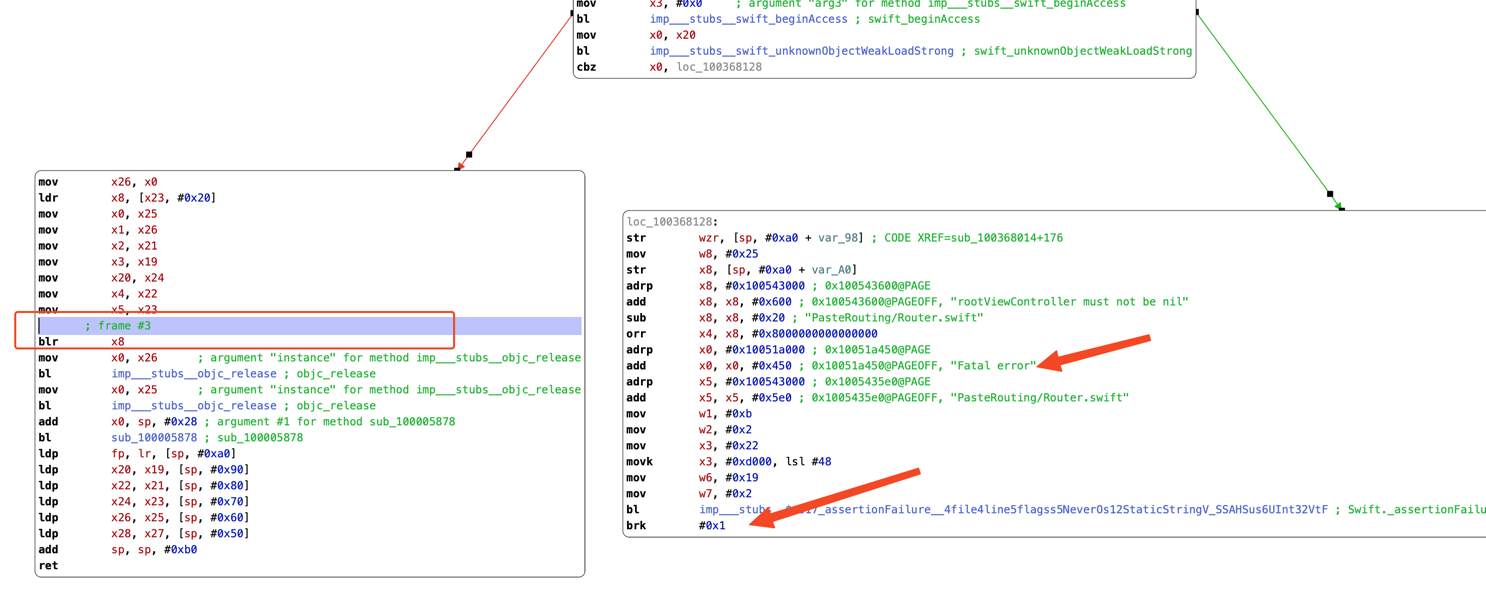 mov x3, #0x0 ; argument "arg3" for method imp___stubs__swift_beginAccess
bl imp___stubs__swift_beginAccess ; swift_beginAccess
mov x0, x20
bl imp___stubs__swift_unknownObjectWeakLoadStrong ; swift_unknownObjectWeakLoadStrong
cbz x0, loc_100368128
mov x26, x0
ldr x8, [x23, #0x20]
mov x0, x25
mov x1, x26
mov x2, x21
mov x3, x19
mov x20, x24
mov x4, x22
mov x5, x23
; frame #3
blr x8
mov x0, x26 ; argument "instance" for method imp___stubs__objc_release
bl imp___stubs__objc_release ; objc_release
mov x0, x25 ; argument "instance" for method imp___stubs__objc_release
bl imp___stubs__objc_release ; objc_release
add x0, sp, #0x28 ; argument #1 for method sub_100005878
bl sub_100005878 ; sub_100005878
ldp fp, lr, [sp, #0xa0]
ldp x20, x19, [sp, #0x90]
ldp x22, x21, [sp, #0x80]
ldp x24, x23, [sp, #0x70]
ldp x26, x25, [sp, #0x60]
ldp x28, x27, [sp, #0x50]
add sp, sp, #0xb0
ret
loc_100368128:
str wzr, [sp, #0xa0 + var_98] ; CODE XREF=sub_100368014+176
mov w8, #0x25
str x8, [sp, #0xa0 + var_A0]
adrp x8, #0x100543000 ; 0x100543600@PAGE
add x8, x8, #0x600 ; 0x100543600@PAGEOFF, "rootViewController must not be nil"
sub x8, x8, #0x20 ; "PasteRouting/Router.swift"
orr x4, x8, #0x8000000000000000
adrp x0, #0x10051a000 ; 0x10051a450@PAGE
add x0, x0, #0x450 ; 0x10051a450@PAGEOFF, "Fatal error"
adrp x5, #0x100543000 ; 0x1005435e0@PAGE
add x5, x5, #0x5e0 ; 0x1005435e0@PAGEOFF, "PasteRouting/Router.swift"
mov w1, #0xb
mov w2, #0x2
mov x3, #0x22
movk x3, #0xd000, lsl #48
mov w6, #0x19
mov w7, #0x2
bl _assertionFailure__4file4line5flagss5NeverOs12StaticStringV_SSAHSus6UInt32VtF ; Swift._assertionFailu
brk #0x1